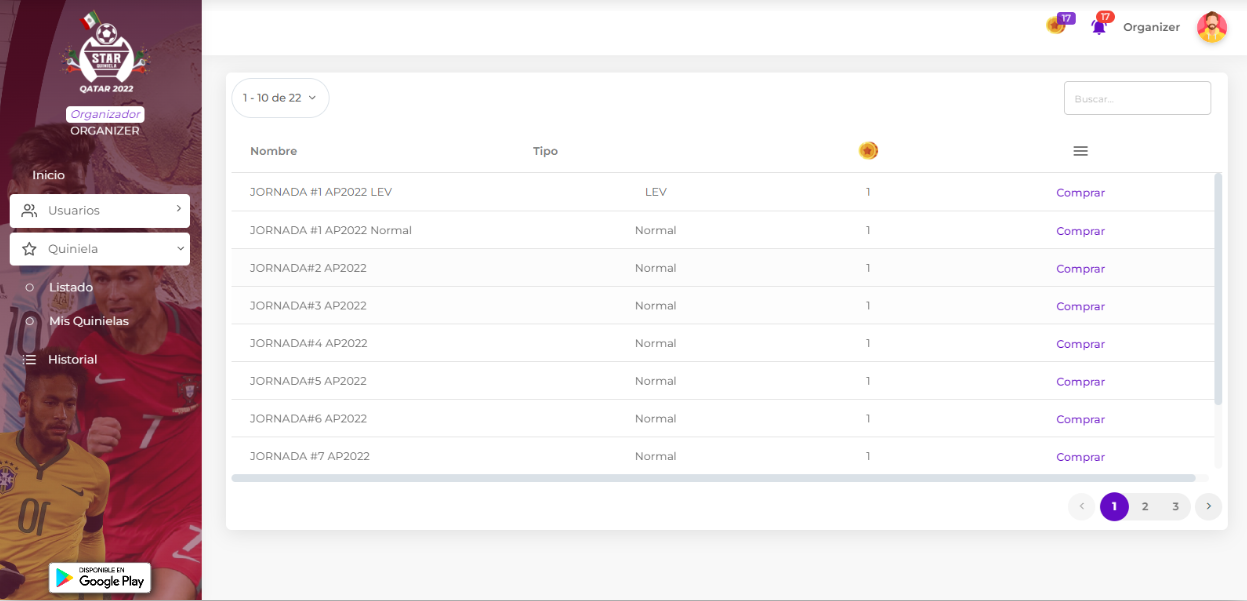 STAR
QUINIELA
QATAR 2022
Organizador
ORGANIZER
Inicio
Usuarios
Quiniela
Listado
Mis Quinielas
Historial
10
DISPONIBLE EN
Google Play
17
17
Organizer
1 - 10 de 22
Buscar...
Nombre Tipo
JORNADA #1 AP2022 LEV LEV 1 Comprar
JORNADA #1 AP2022 Normal Normal 1 Comprar
JORNADA#2 AP2022 Normal 1 Comprar
JORNADA#3 AP2022 Normal 1 Comprar
JORNADA#4 AP2022 Normal 1 Comprar
JORNADA#5 AP2022 Normal 1 Comprar
JORNADA#6 AP2022 Normal 1 Comprar
JORNADA #7 AP2022 Normal 1 Comprar
1 2 3